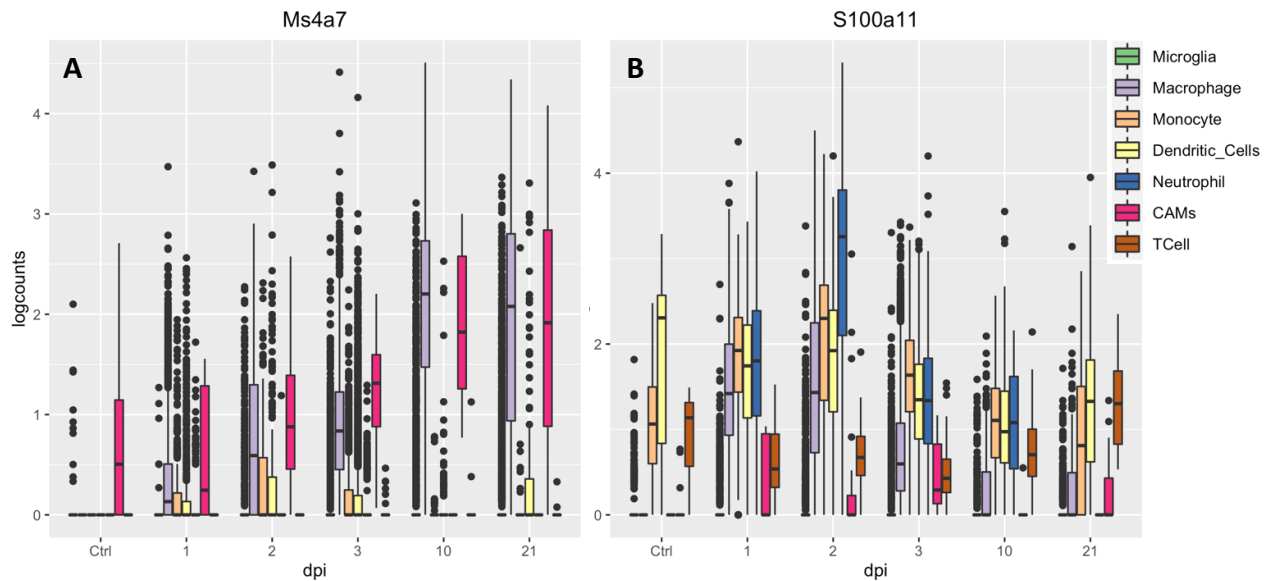 Ms4a7
S100a11
A
B
logcounts
4
3
2
1
0
4
2
0
Ctrl
1
2
3
10
21
dpi
Ctrl
1
2
3
10
21
dpi
Microglia
Macrophage
Monocyte
Dendritic_Cells
Neutrophil
CAMs
TCell